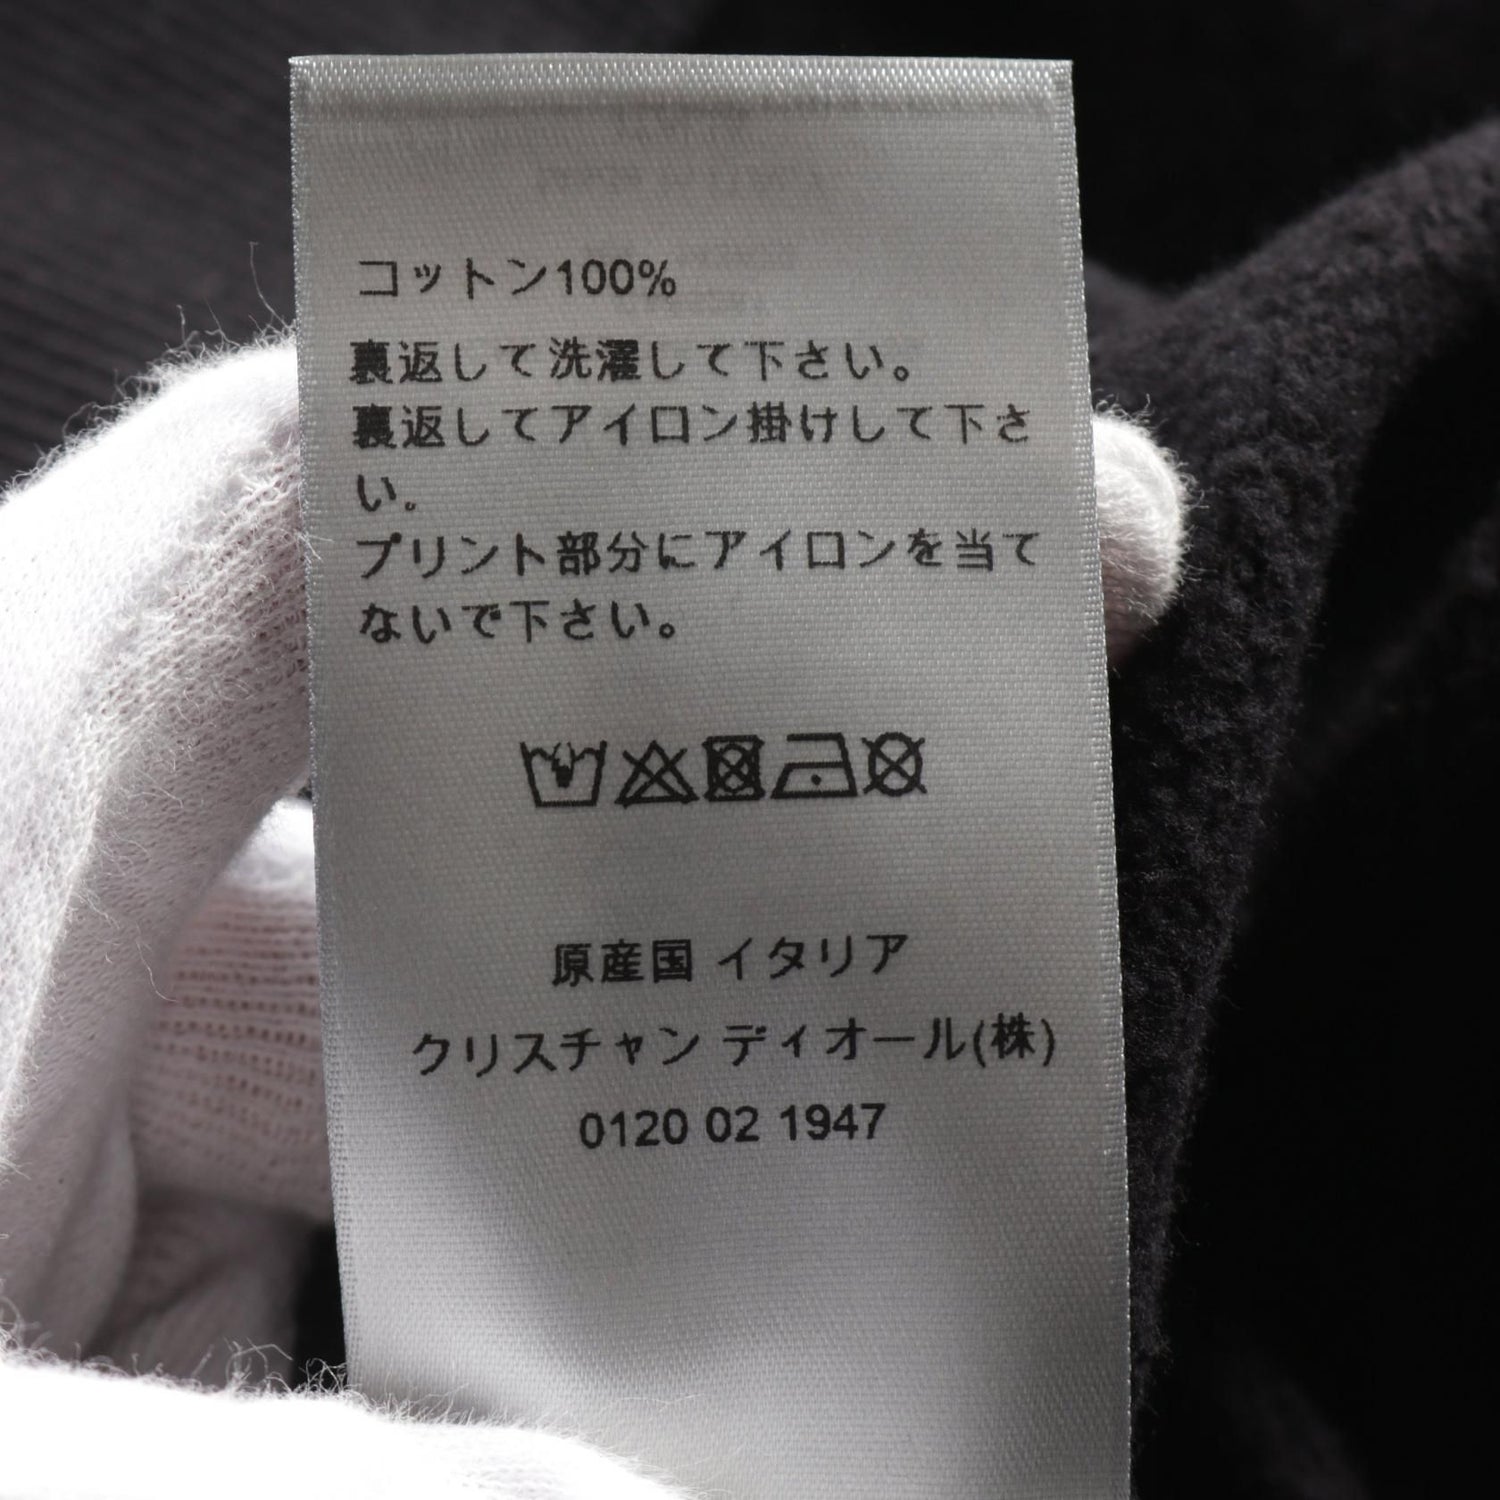 コットン100%
裏返して洗濯して下さい。
裏返してアイロン掛けして下さ
い。
プリント部分にアイロンを当て
ないで下さい。
原産国 イタリア
クリスチャン ディオール(株)
0120 02 1947